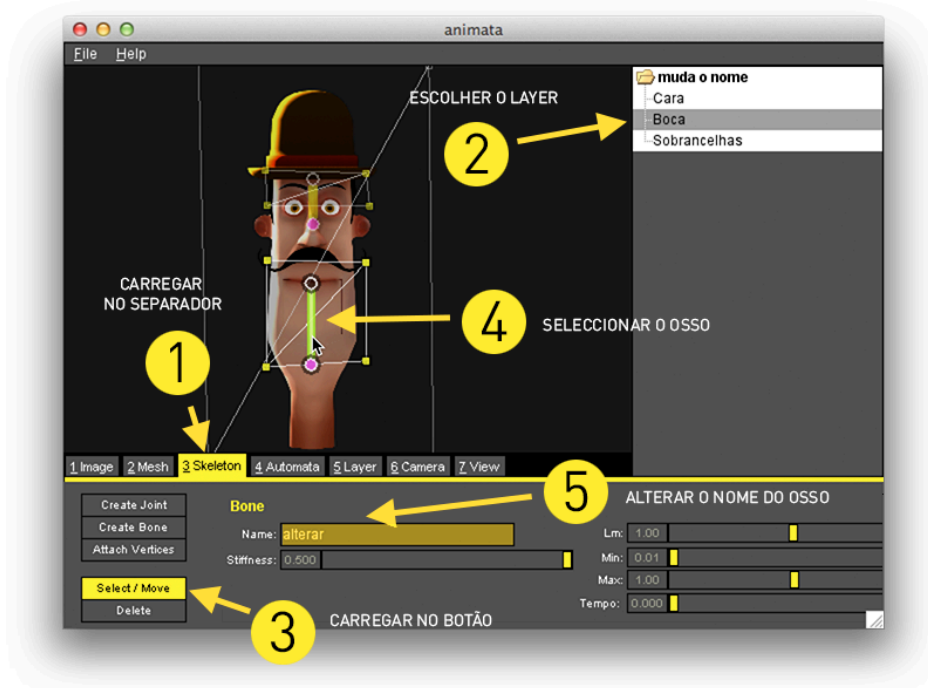 animata
File Help
muda o nome
ESCOLHER O LAYER
Cara
2
Boca
Sobrancelhas
CARREGAR
NO SEPARADOR
4
SELECCIONAR O OSSO
1
1 Image 2 Mesh 3 Skeleton 4 Automata 5 Layer 6 Camera 7 View
5
ALTERAR O NOME DO OSSO
Create Joint
Bone
Create Bone
Name: alterar
Lm: 1.00
Attach Vertices
Stiffness: 0.500
Min: 0.01
Select / Move
Max: 1.00
Delete
Tempo: 0.000
3
CARREGAR NO BOTÃO